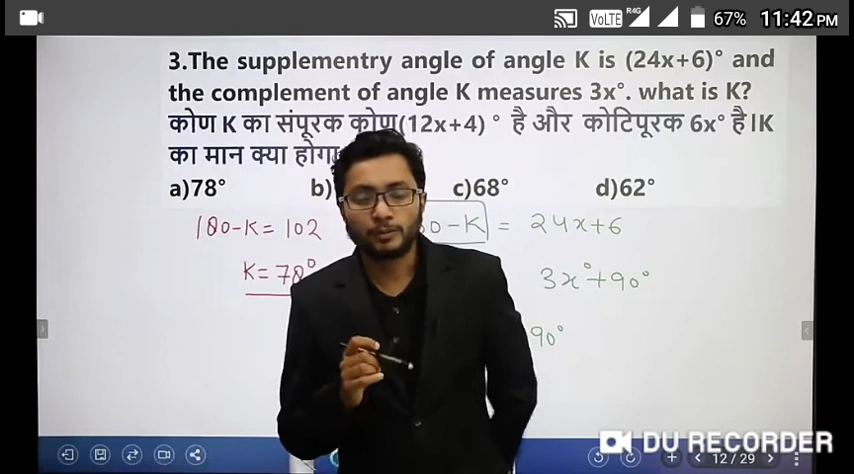 R4G
VoLTE 67% 11:42 PM
3.The supplementry angle of angle K is (24x+6)° and
the complement of angle K measures 3x°. what is K?
कोण K का संपूरक कोण(12x+4) ° है और कोटिपूरक 6x° है।K
का मान क्या होगा
a)78° b) c)68° d)62°
180-K= 102 0-K = 24x+6
K= 78° 3x°+90°
90°
DU RECORDER
12 / 29